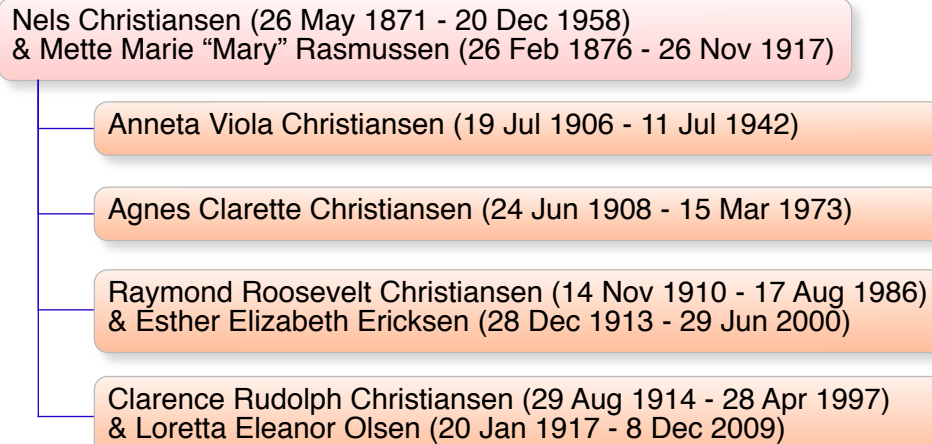 Nels Christiansen (26 May 1871 - 20 Dec 1958)
& Mette Marie “Mary” Rasmussen (26 Feb 1876 - 26 Nov 1917)
Anneta Viola Christiansen (19 Jul 1906 - 11 Jul 1942)
Agnes Clarette Christiansen (24 Jun 1908 - 15 Mar 1973)
Raymond Roosevelt Christiansen (14 Nov 1910 - 17 Aug 1986)
& Esther Elizabeth Ericksen (28 Dec 1913 - 29 Jun 2000)
Clarence Rudolph Christiansen (29 Aug 1914 - 28 Apr 1997)
& Loretta Eleanor Olsen (20 Jan 1917 - 8 Dec 2009)